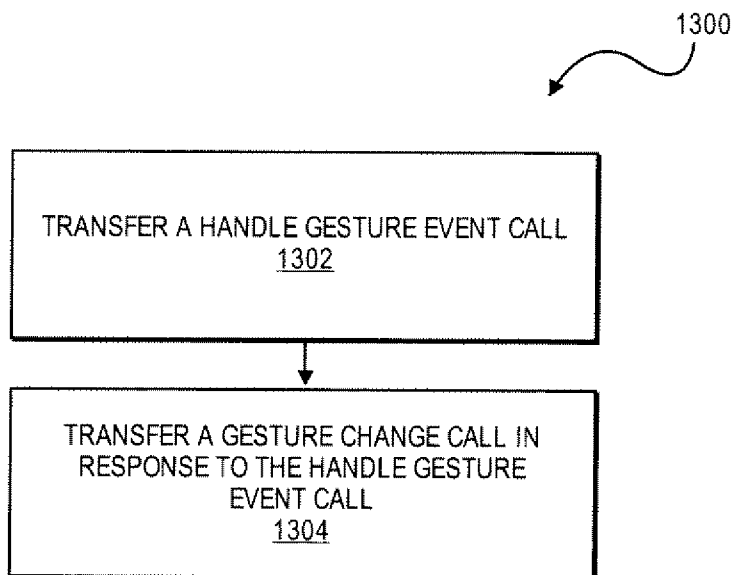 1300
TRANSFER A HANDLE GESTURE EVENT CALL
1302
TRANSFER A GESTURE CHANGE CALL IN
RESPONSE TO THE HANDLE GESTURE
EVENT CALL
1304